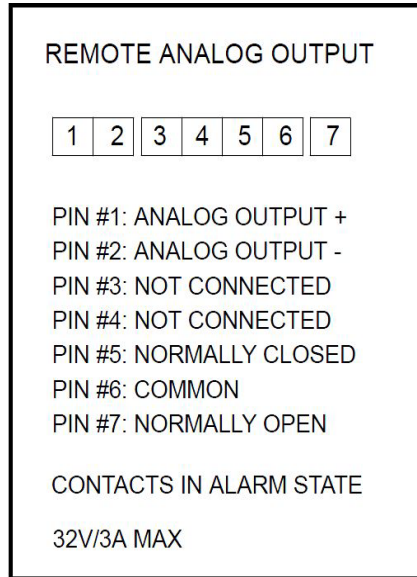 REMOTE ANALOG OUTPUT
1 2 3 4 5 6 7
PIN #1: ANALOG OUTPUT +
PIN #2: ANALOG OUTPUT -
PIN #3: NOT CONNECTED
PIN #4: NOT CONNECTED
PIN #5: NORMALLY CLOSED
PIN #6: COMMON
PIN #7: NORMALLY OPEN
CONTACTS IN ALARM STATE
32V/3A MAX